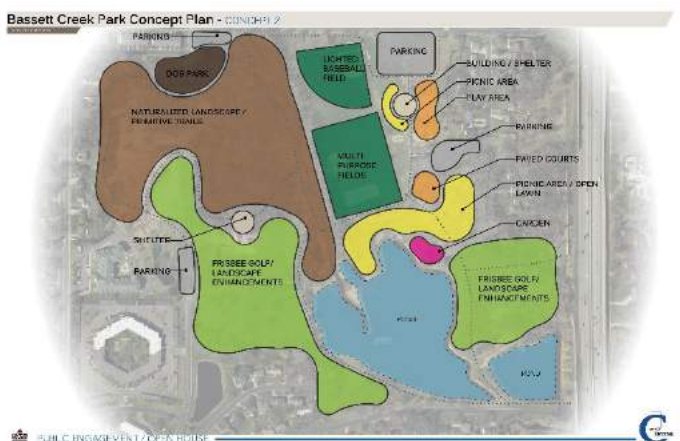 Bassett Creek Park Concept Plan - CONCEPT 2
PARKING
DOG PARK
NATURALIZED LANDSCAPE /
PRIMITIVE TRAILS
LIGHTED
BASEBALL
FIELD
PARKING
BUILDING / SHELTER
PICNIC AREA
PLAY AREA
PARKING
MULTI
PURPOSE
FIELDS
PAVED COURTS
PICNIC AREA / OPEN
LAWN
GARDEN
SHELTER
PARKING
FRISBEE GOLF/
LANDSCAPE
ENHANCEMENTS
FRISBEE GOLF/
LANDSCAPE
ENHANCEMENTS
POND
POND
PUBLIC ENGAGEMENT / OPEN HOUSE